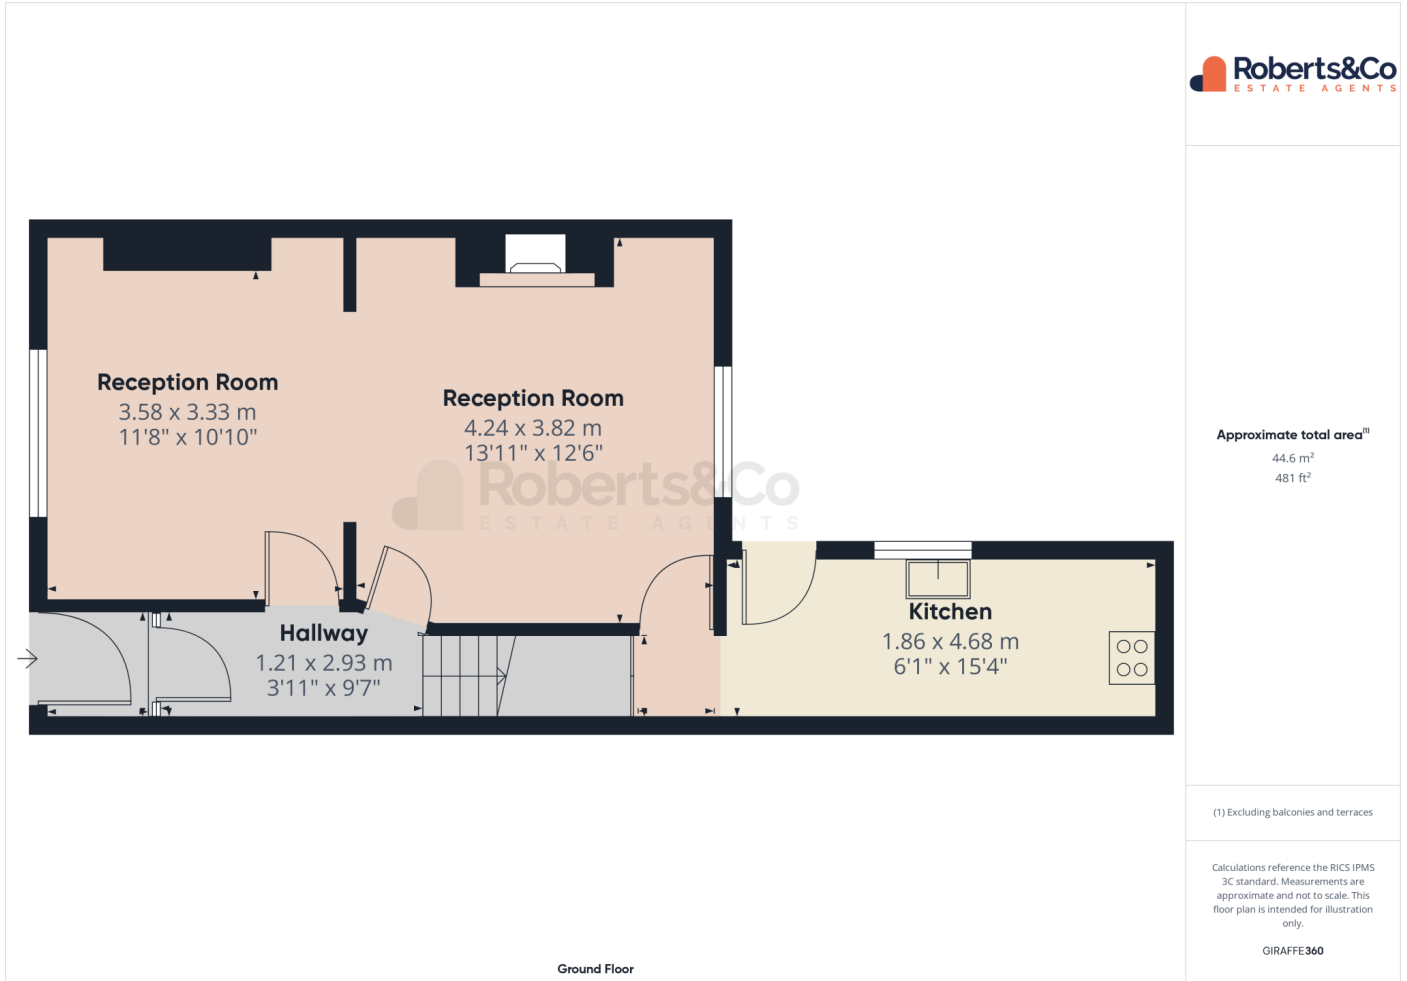 Roberts&Co
ESTATE AGENTS
Reception Room
3.58 x 3.33 m
11'8" x 10'10"
Reception Room
4.24 x 3.82 m
13'11" x 12'6"
Roberts&Co
ESTATE AGENTS
Hallway
1.21 x 2.93 m
3'11" x 9'7"
Kitchen
1.86 x 4.68 m
6'1" x 15'4"
Ground Floor
Approximate total area(1)
44.6 m²
481 ft²
(1) Excluding balconies and terraces
Calculations reference the RICS IPMS
3C standard. Measurements are
approximate and not to scale. This
floor plan is intended for illustration
only.
GIRAFFE360